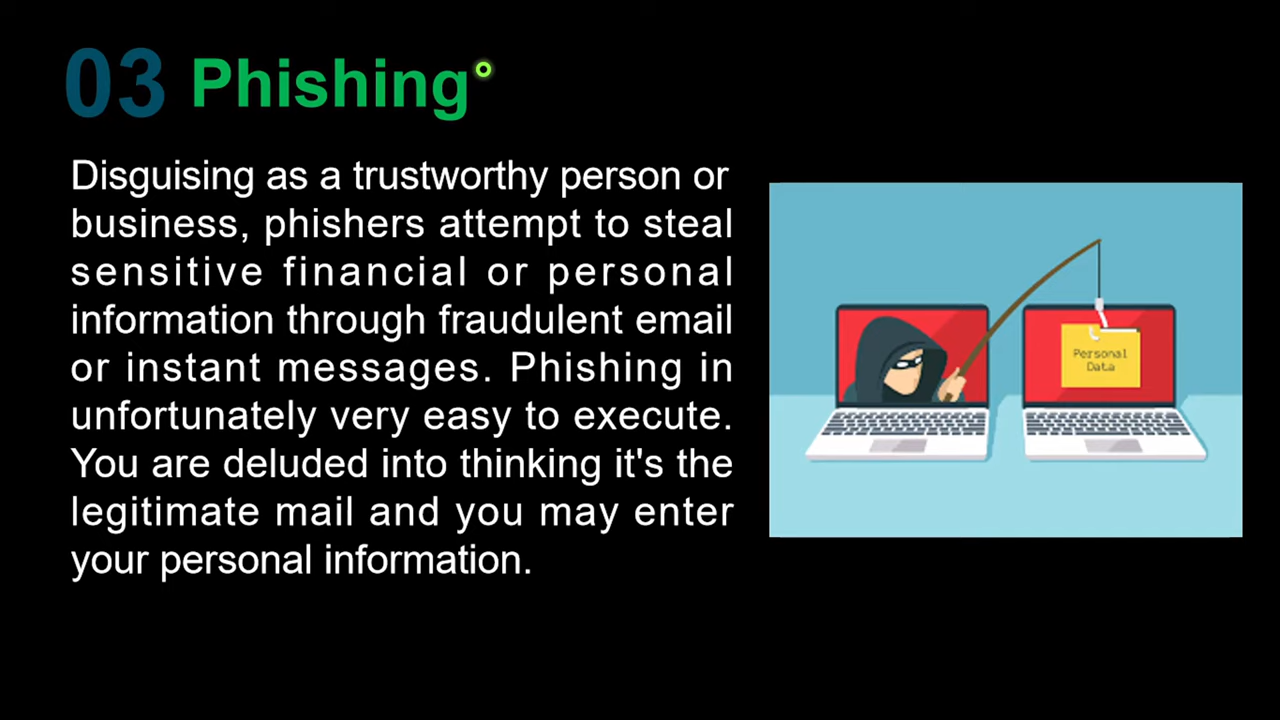 03 Phishing
Disguising as a trustworthy person or
business, phishers attempt to steal
sensitive financial or personal
information through fraudulent email
or instant messages. Phishing in
unfortunately very easy to execute.
You are deluded into thinking it's the
legitimate mail and you may enter
your personal information.
Personal
Data